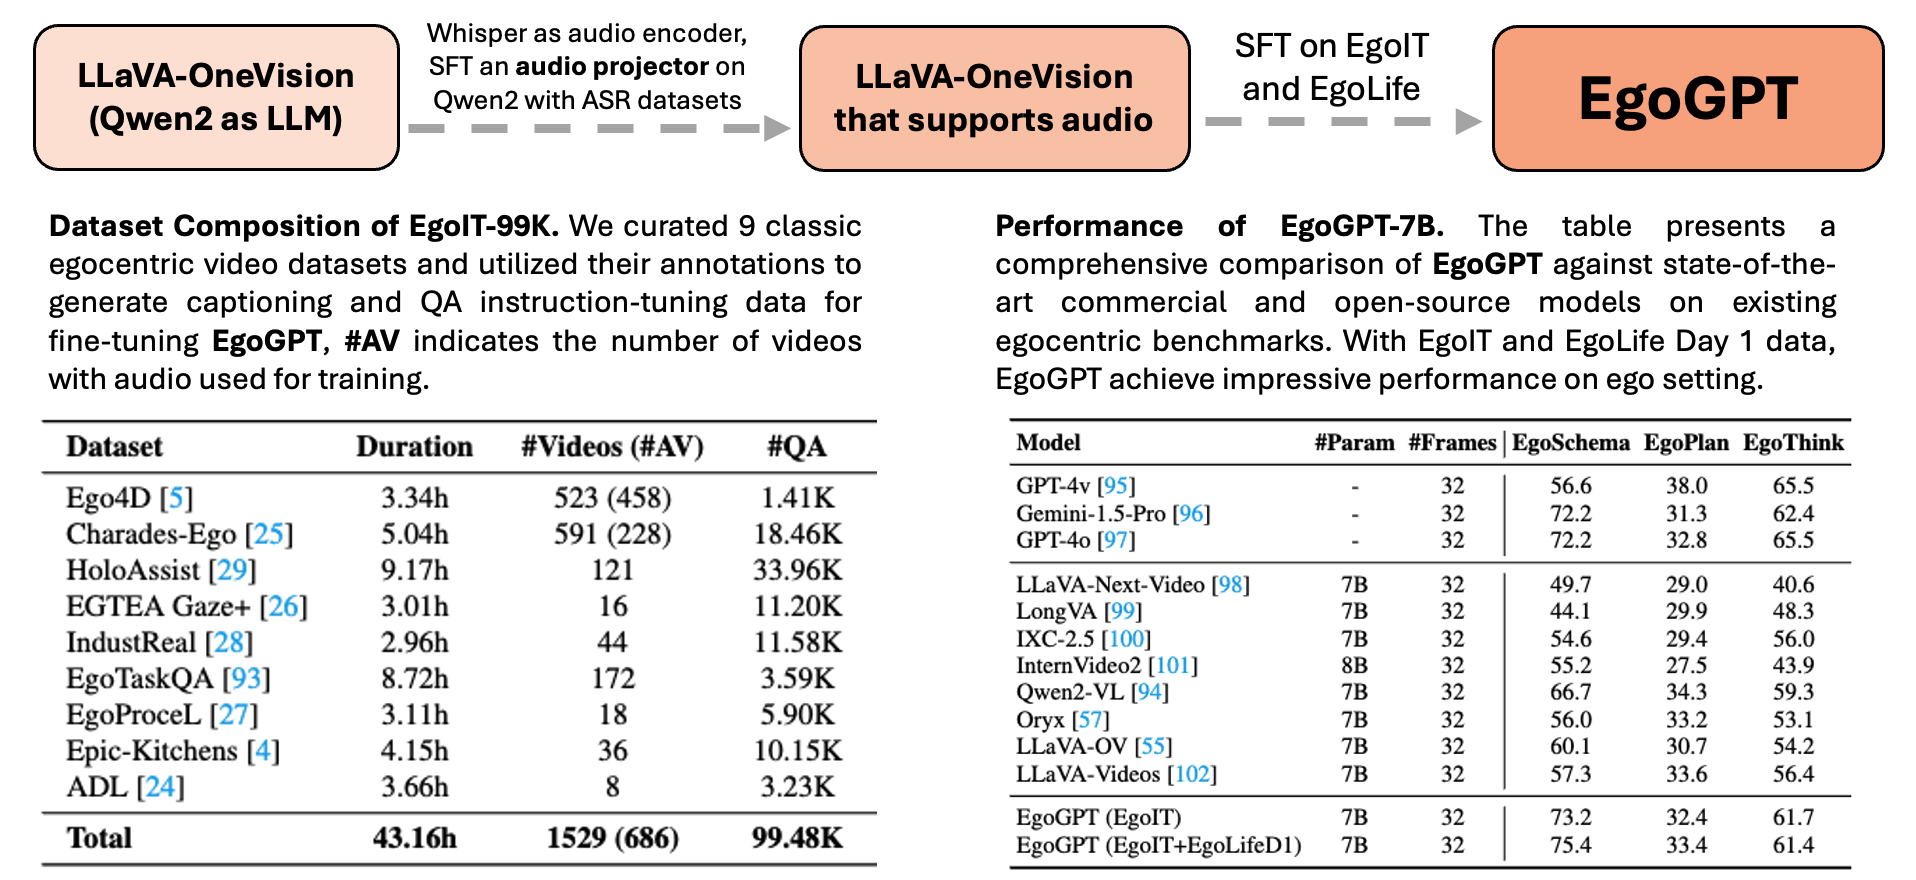 LLaVA-OneVision
(Qwen2 as LLM)
Whisper as audio encoder,
SFT an audio projector on
Qwen2 with ASR datasets
LLaVA-OneVision
that supports audio
SFT on EgoIT
and EgoLife
EgoGPT
Dataset Composition of EgoIT-99K. We curated 9 classic
egocentric video datasets and utilized their annotations to
generate captioning and QA instruction-tuning data for
fine-tuning EgoGPT, #AV indicates the number of videos
with audio used for training.
Dataset Duration #Videos (#AV) #QA
Ego4D [5] 3.34h 523 (458) 1.41K
Charades-Ego [25] 5.04h 591 (228) 18.46K
HoloAssist [29] 9.17h 121 33.96K
EGTEA Gaze+ [26] 3.01h 16 11.20K
IndustReal [28] 2.96h 44 11.58K
EgoTaskQA [93] 8.72h 172 3.59K
EgoProceL [27] 3.11h 18 5.90K
Epic-Kitchens [4] 4.15h 36 10.15K
ADL [24] 3.66h 8 3.23K
Total 43.16h 1529 (686) 99.48K
Performance of EgoGPT-7B. The table presents a
comprehensive comparison of EgoGPT against state-of-the-
art commercial and open-source models on existing
egocentric benchmarks. With EgoIT and EgoLife Day 1 data,
EgoGPT achieve impressive performance on ego setting.
Model #Param #Frames EgoSchema EgoPlan EgoThink
GPT-4v [95] - 32 56.6 38.0 65.5
Gemini-1.5-Pro [96] - 32 72.2 31.3 62.4
GPT-4o [97] - 32 72.2 32.8 65.5
LLaVA-Next-Video [98] 7B 32 49.7 29.0 40.6
LongVA [99] 7B 32 44.1 29.9 48.3
IXC-2.5 [100] 7B 32 54.6 29.4 56.0
InternVideo2 [101] 8B 32 55.2 27.5 43.9
Qwen2-VL [94] 7B 32 66.7 34.3 59.3
Oryx [57] 7B 32 56.0 33.2 53.1
LLaVA-OV [55] 7B 32 60.1 30.7 54.2
LLaVA-Videos [102] 7B 32 57.3 33.6 56.4
EgoGPT (EgoIT) 7B 32 73.2 32.4 61.7
EgoGPT (EgoIT+EgoLifeD1) 7B 32 75.4 33.4 61.4